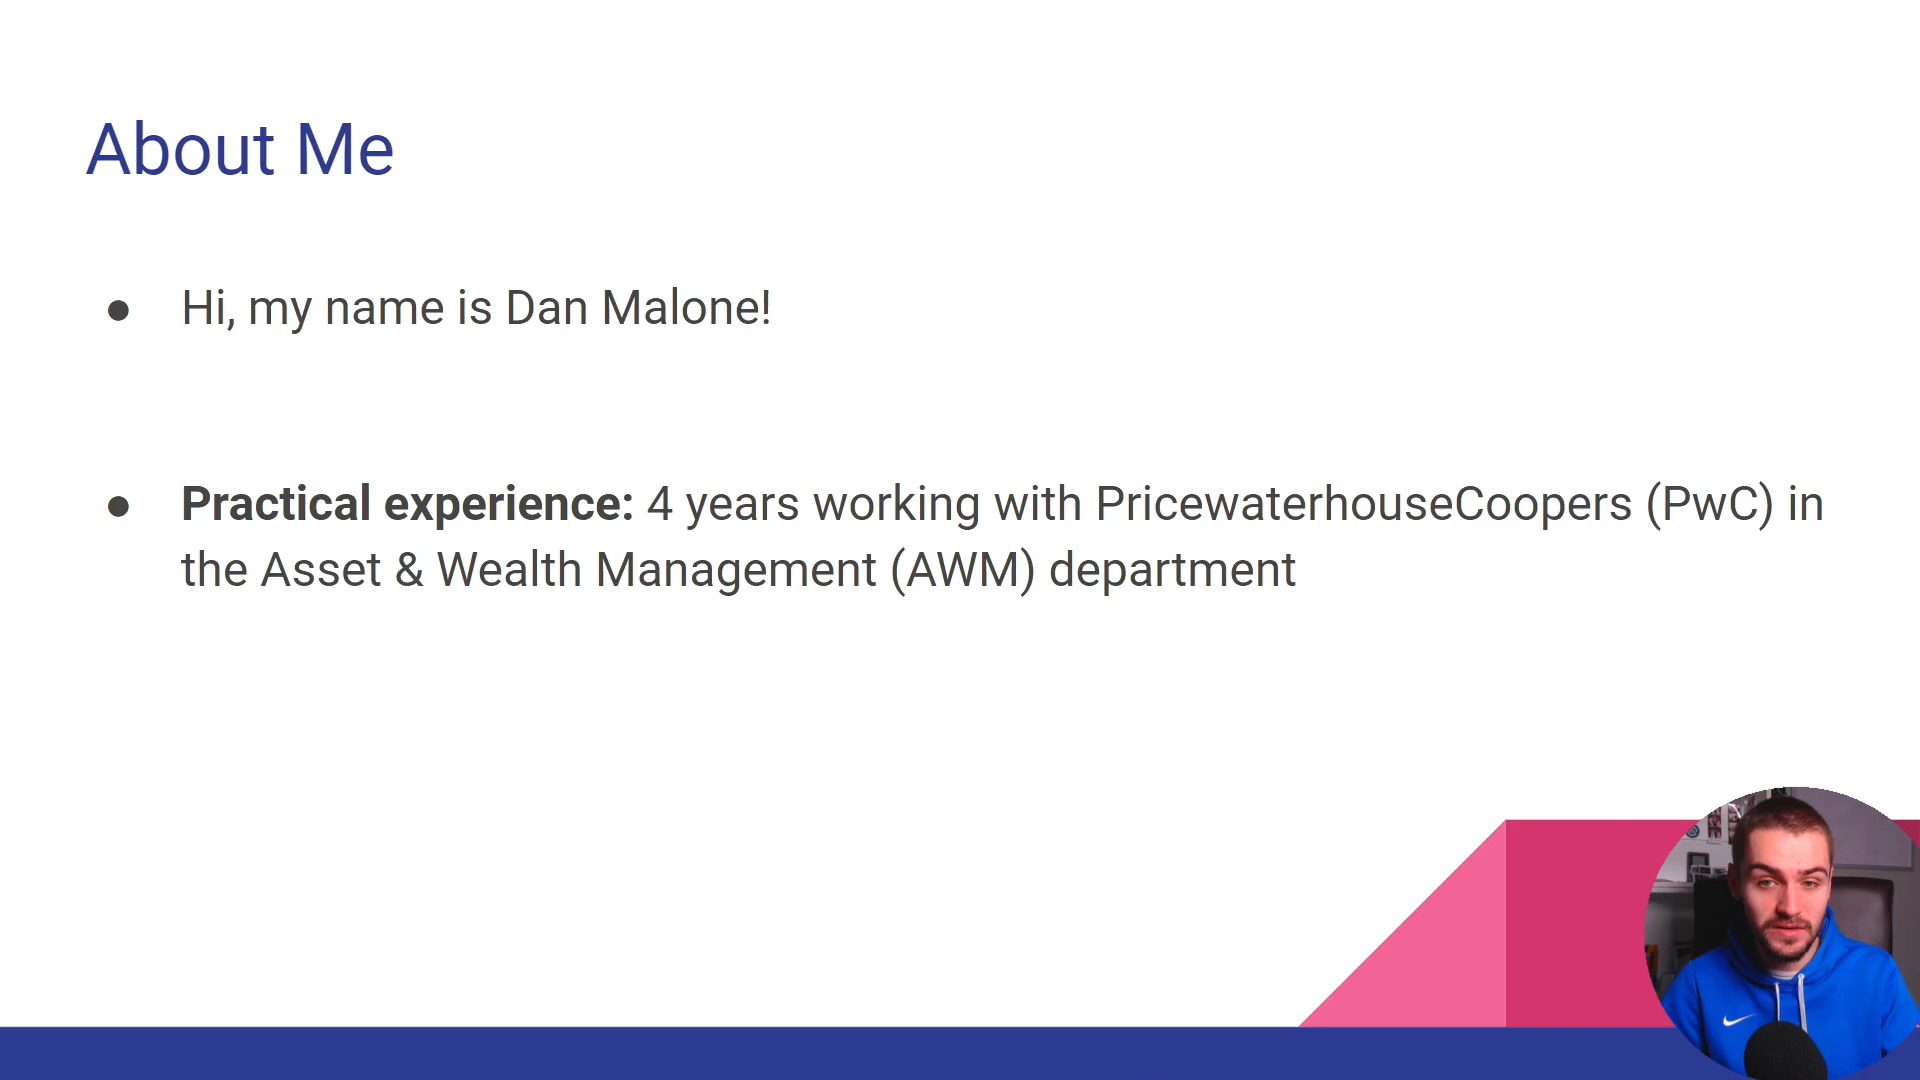 About Me
● Hi, my name is Dan Malone!
● Practical experience: 4 years working with PricewaterhouseCoopers (PwC) in
the Asset & Wealth Management (AWM) department